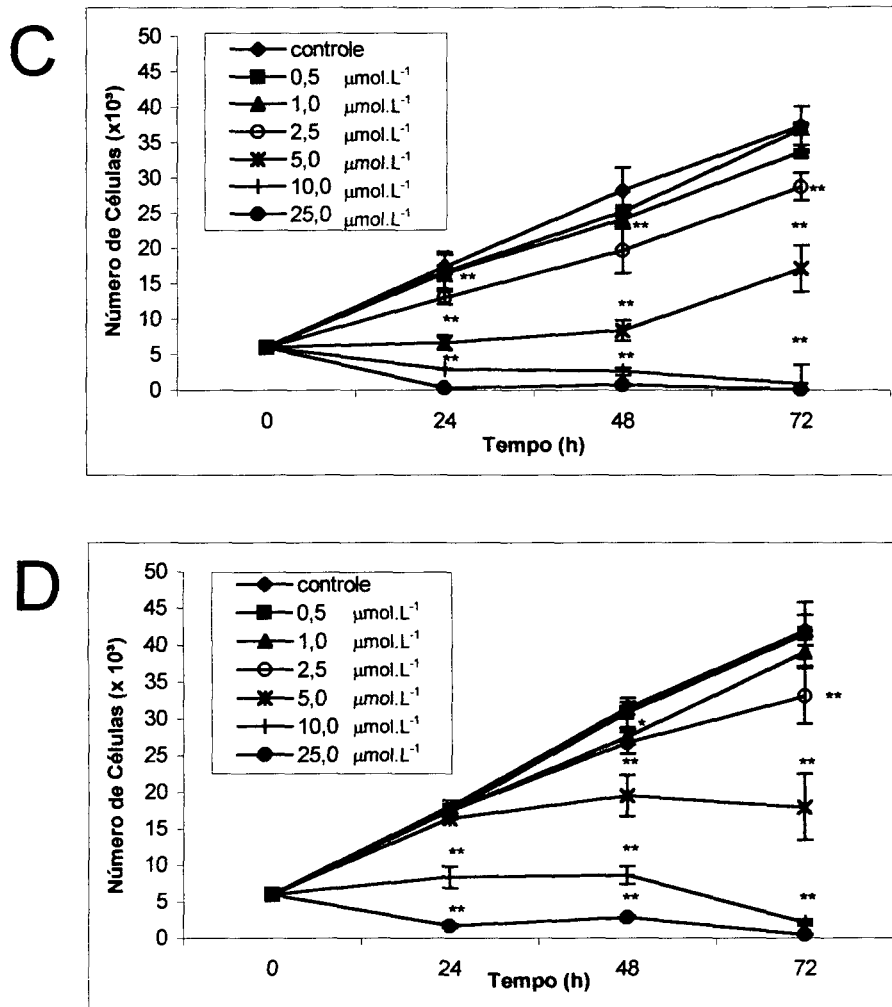 C
Número de Células (x10³)
50
45
40
35
30
25
20
15
10
5
0
controle
0,5 µmol.L⁻¹
1,0 µmol.L⁻¹
2,5 µmol.L⁻¹
5,0 µmol.L⁻¹
10,0 µmol.L⁻¹
25,0 µmol.L⁻¹
**
**
**
**
**
**
**
**
**
0 24 48 72
Tempo (h)
D
Número de Células (x 10³)
50
45
40
35
30
25
20
15
10
5
0
controle
0,5 µmol.L⁻¹
1,0 µmol.L⁻¹
2,5 µmol.L⁻¹
5,0 µmol.L⁻¹
10,0 µmol.L⁻¹
25,0 µmol.L⁻¹
**
*
**
**
**
**
**
**
**
0 24 48 72
Tempo (h)